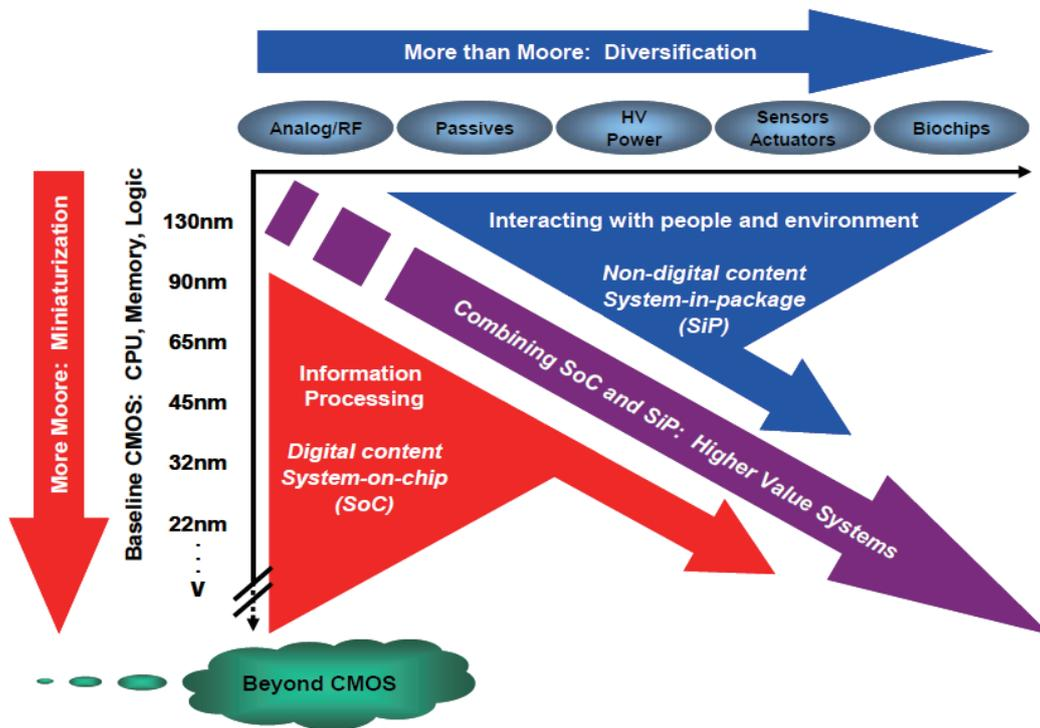 More than Moore: Diversification
Analog/RF
Passives
HV
Power
Sensors
Actuators
Biochips
More Moore: Miniaturization
Baseline CMOS: CPU, Memory, Logic
130nm
90nm
65nm
45nm
32nm
22nm
V
Interacting with people and environment
Non-digital content
System-in-package
(SiP)
Combining SoC and SiP: Higher Value Systems
Information
Processing
Digital content
System-on-chip
(SoC)
Beyond CMOS